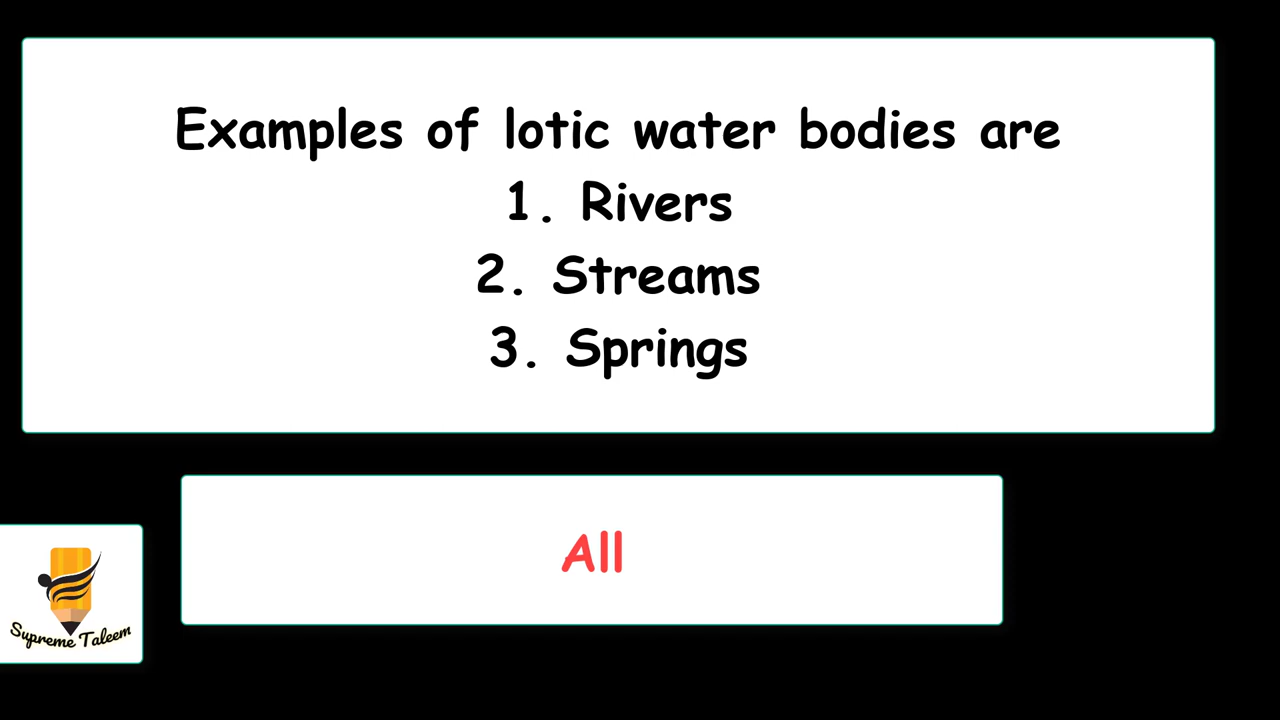 Examples of lotic water bodies are
1. Rivers
2. Streams
3. Springs
All
Supreme Taleem